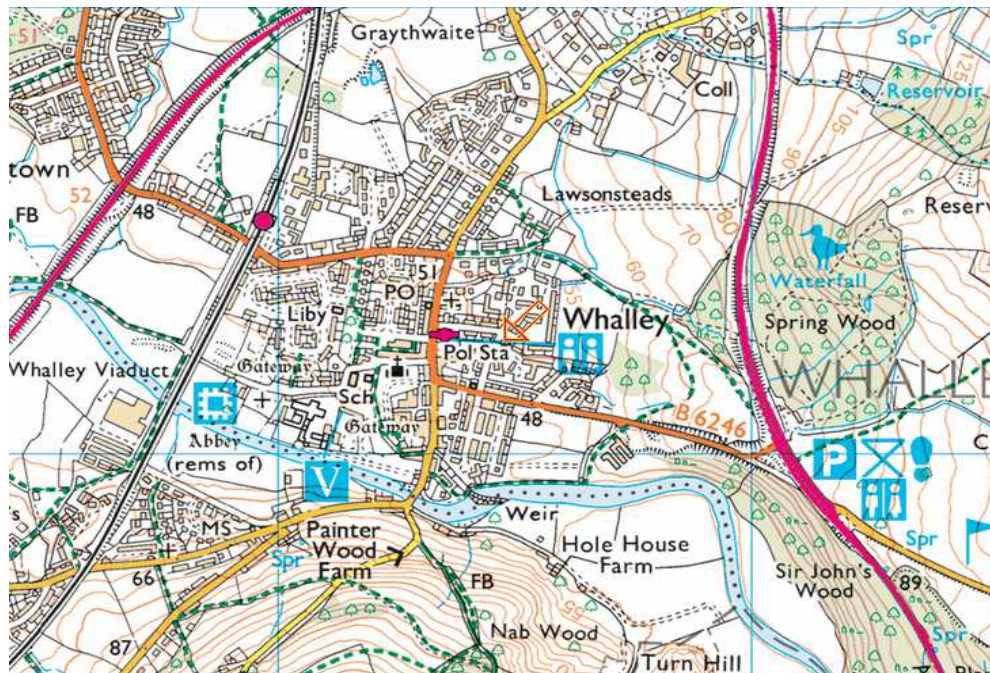 51
Graythwaite
Spr
Coll
125
Reservoir
105
town
52
90
FB
48
Lawsonsteads
80
70
Reserv
51
PO
60
55
Waterfall
Liby
Whalley
Spring Wood
Whalley Viaduct
Gateway
Pol Sta
WHALLE
Sch
Abbey
Gateway
48
B 6246
(rems of)
P
C
V
s
MS
Weir
Painter
Wood
Farm
Spr
Hole House
Farm
Spr
66
FB
Sir John's
Wood
89
55
87
Nab Wood
Spr
Turn Hill